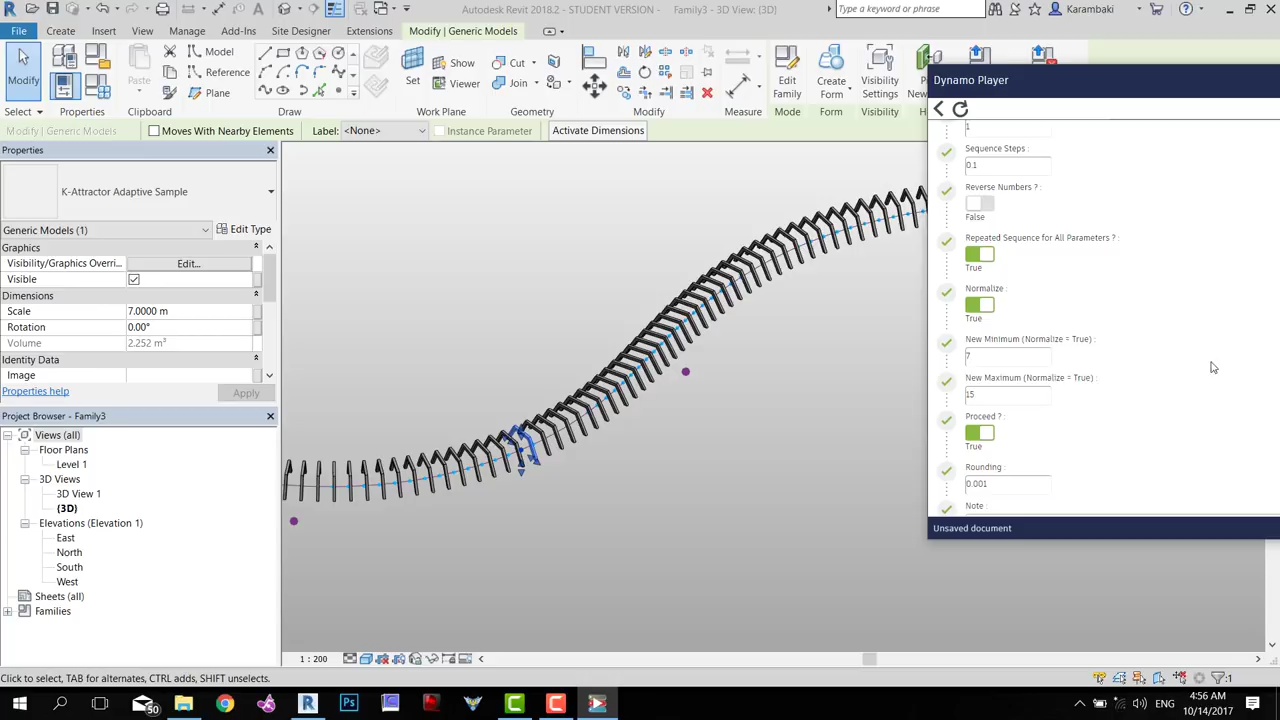 Autodesk Revit 2018.2 - STUDENT VERSION - Family3 - 3D View: {3D}
Type a keyword or phrase
Karambaki
File Create Insert View Manage Add-Ins Site Designer Extensions Modify | Generic Models
Modify
Paste
Model
Reference
Plane
Set
Show
Viewer
Cut
Join
Edit
Family
Create
Form
Visibility
Settings
Select Properties Clipboard Draw Work Plane Geometry Modify Measure Mode Form Visibility
Modify | Generic Models
Moves With Nearby Elements
Label: <None>
Instance Parameter
Activate Dimensions
Properties
K-Attractor Adaptive Sample
Generic Models (1)
Edit Type
Graphics
Visibility/Graphics Overri... Edit...
Visible
Dimensions
Scale 7.0000 m
Rotation 0.00°
Volume 2.252 m³
Identity Data
Image
Properties help
Apply
Project Browser - Family3
Views (all)
Floor Plans
Level 1
3D Views
3D View 1
{3D}
Elevations (Elevation 1)
East
North
South
West
Sheets (all)
Families
Dynamo Player
1
Sequence Steps :
0.1
Reverse Numbers ? :
False
Repeated Sequence for All Parameters ? :
True
Normalize :
True
New Minimum (Normalize = True) :
7
New Maximum (Normalize = True) :
15
Proceed ? :
True
Rounding :
0.001
Note :
Unsaved document
1 : 200
Click to select, TAB for alternates, CTRL adds, SHIFT unselects.
:1
50
ENG
4:56 AM
10/14/2017